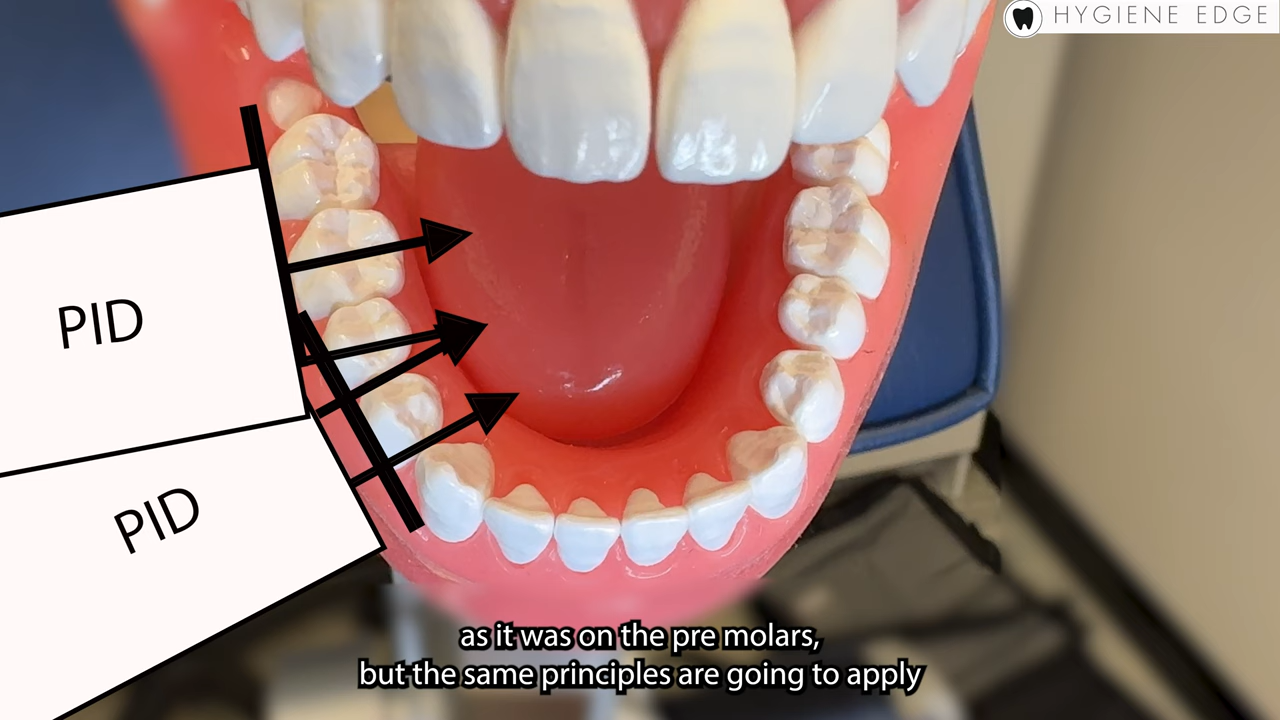 HYGIENE EDGE
PID
PID
as it was on the pre molars,
but the same principles are going to apply